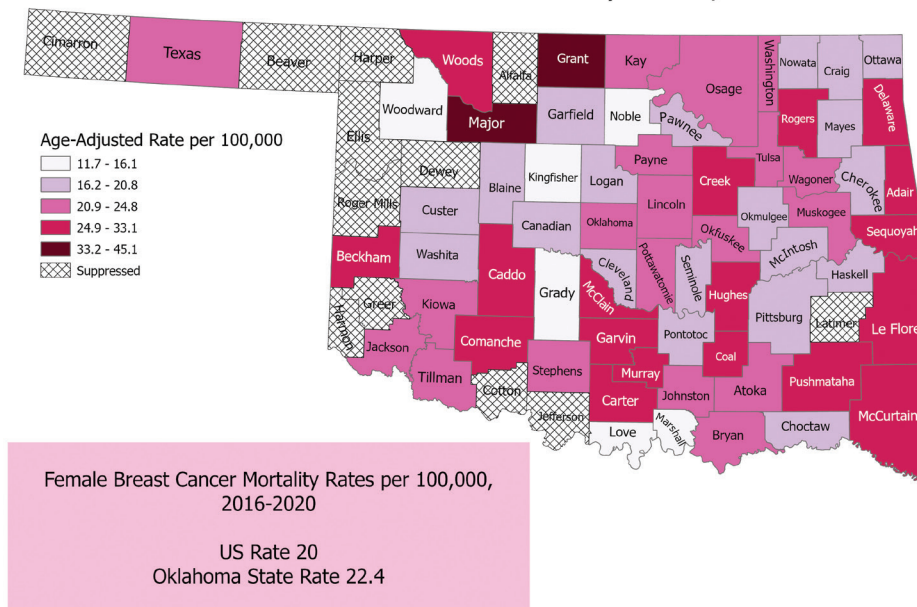 Cimarron
Texas
Beaver
Harper
Woods
Alfalfa
Grant
Kay
Osage
Washington
Nowata
Craig
Ottawa
Woodward
Major
Garfield
Noble
Pawnee
Rogers
Mayes
Delaware
Age-Adjusted Rate per 100,000
11.7 - 16.1
16.2 - 20.8
20.9 - 24.8
24.9 - 33.1
33.2 - 45.1
Suppressed
Ellis
Dewey
Blaine
Kingfisher
Logan
Payne
Creek
Tulsa
Wagoner
Cherokee
Adair
Roger Mills
Custer
Canadian
Oklahoma
Lincoln
Okmulgee
Muskogee
Sequoyah
Beckham
Washita
Caddo
Grady
Cleveland
Pottawatomie
Seminole
Okfuskee
McIntosh
Haskell
Harmon
Greer
Kiowa
McClain
Hughes
Pittsburg
Latimer
Le Flore
Jackson
Comanche
Garvin
Pontotoc
Coal
Tillman
Cotton
Stephens
Murray
Johnston
Atoka
Pushmataha
Jefferson
Carter
Love
Marshall
Bryan
Choctaw
McCurtain
Female Breast Cancer Mortality Rates per 100,000,
2016-2020
US Rate 20
Oklahoma State Rate 22.4